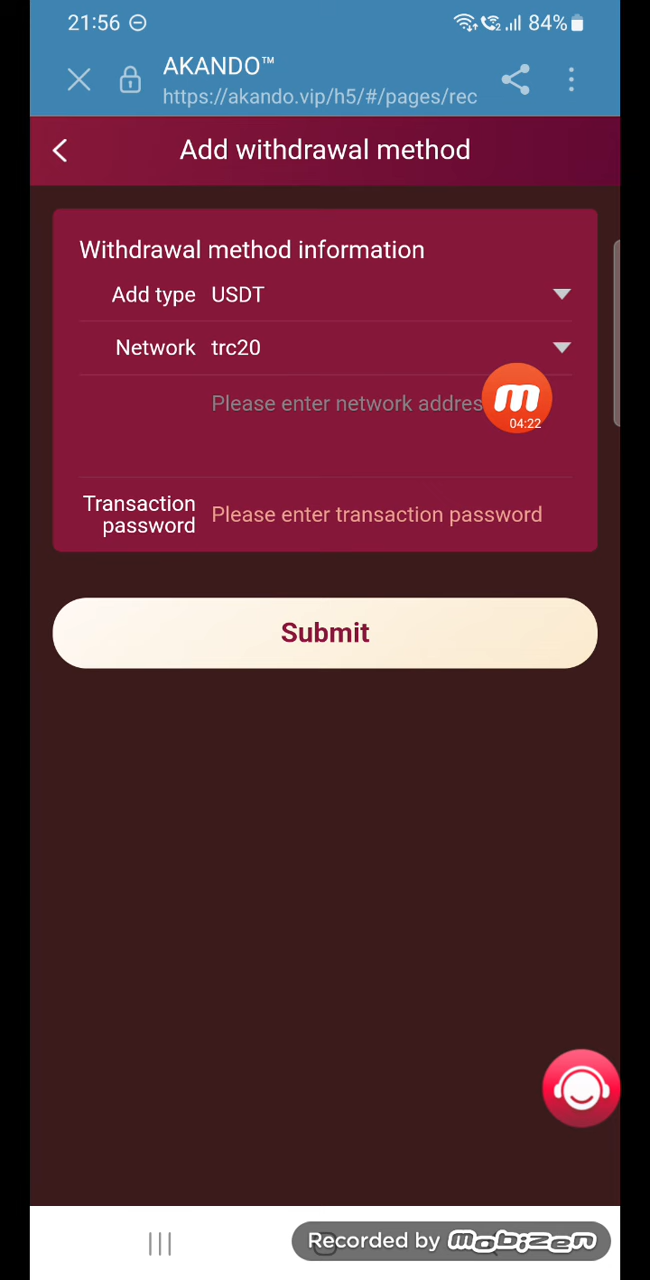 21:56 84%
AKANDO™
https://akando.vip/h5/#/pages/rec
Add withdrawal method
Withdrawal method information
Add type USDT
Network trc20
Please enter network addres
m
04:22
Transaction
password Please enter transaction password
Submit
Recorded by mobizen